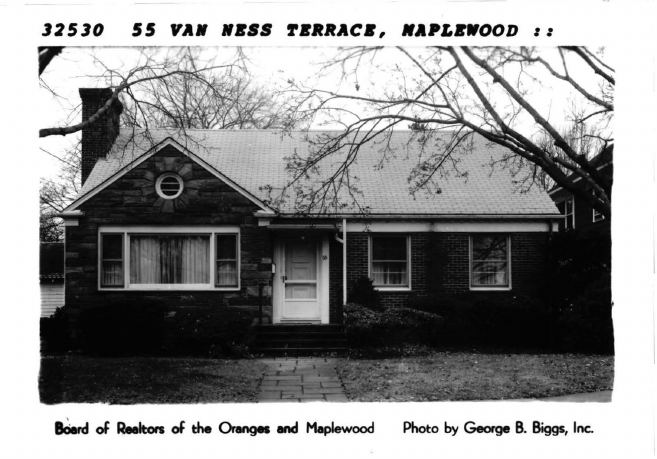 32530 55 VAN NESS TERRACE, MAPLEWOOD ::
Board of Realtors of the Oranges and Maplewood Photo by George B. Biggs, Inc.